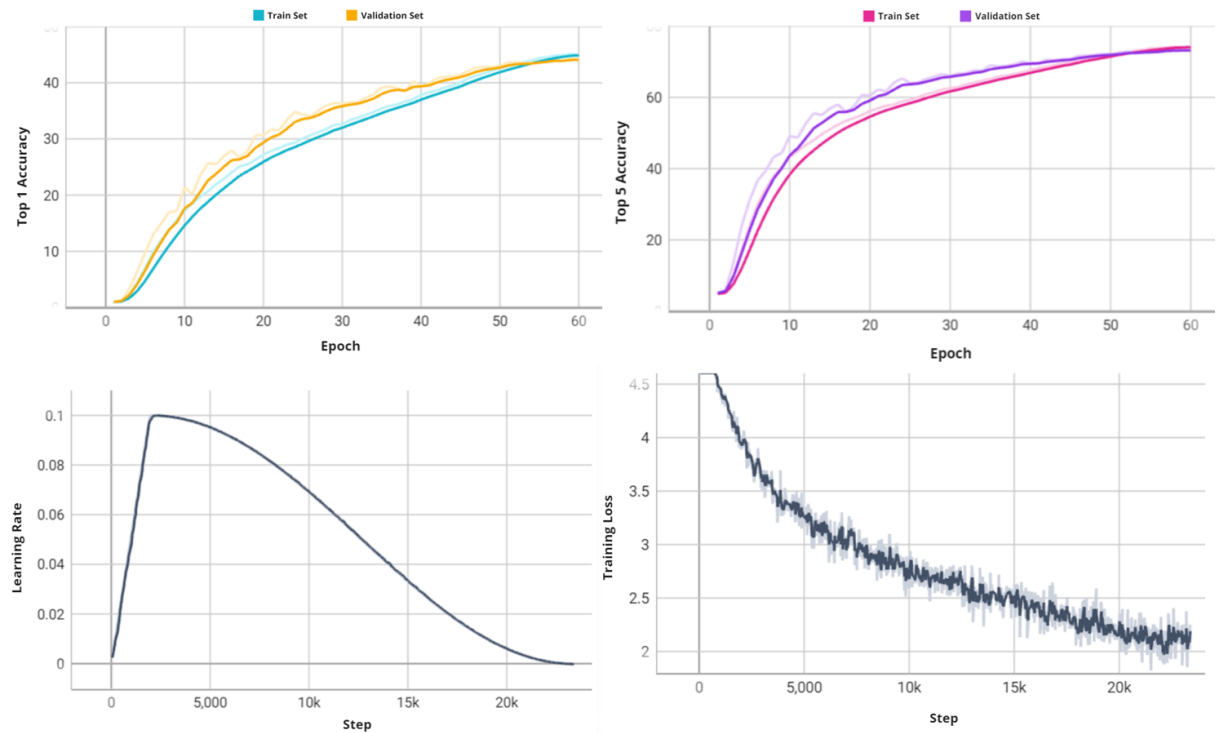 Train Set Validation Set
Top 1 Accuracy
40
30
20
10
0 10 20 30 40 50 60
Epoch
Train Set Validation Set
Top 5 Accuracy
60
40
20
0 10 20 30 40 50 60
Epoch
Learning Rate
0.1
0.08
0.06
0.04
0.02
0
0 5,000 10k 15k 20k
Step
Training Loss
4.5
4
3.5
3
2.5
2
0 5,000 10k 15k 20k
Step